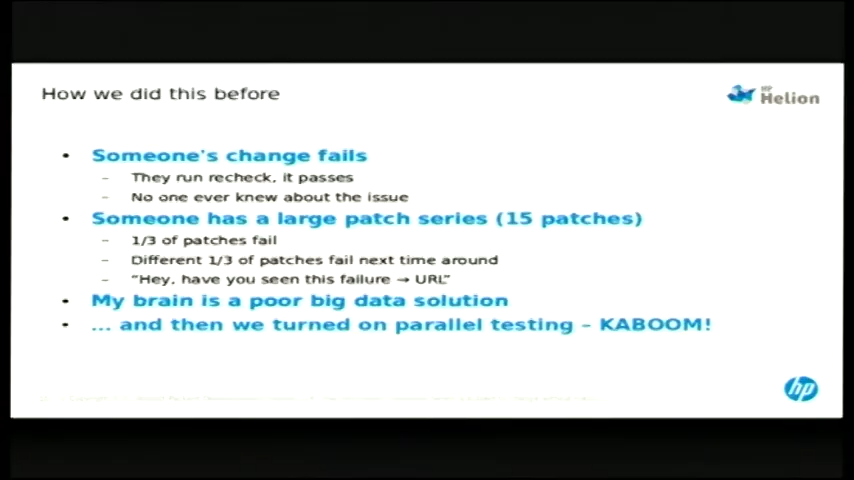 How we did this before
HP
Helion
• Someone's change fails
– They run recheck, it passes
– No one ever knew about the issue
• Someone has a large patch series (15 patches)
– 1/3 of patches fail
– Different 1/3 of patches fail next time around
– “Hey, have you seen this failure → URL”
• My brain is a poor big data solution
• ... and then we turned on parallel testing – KABOOM!
hp